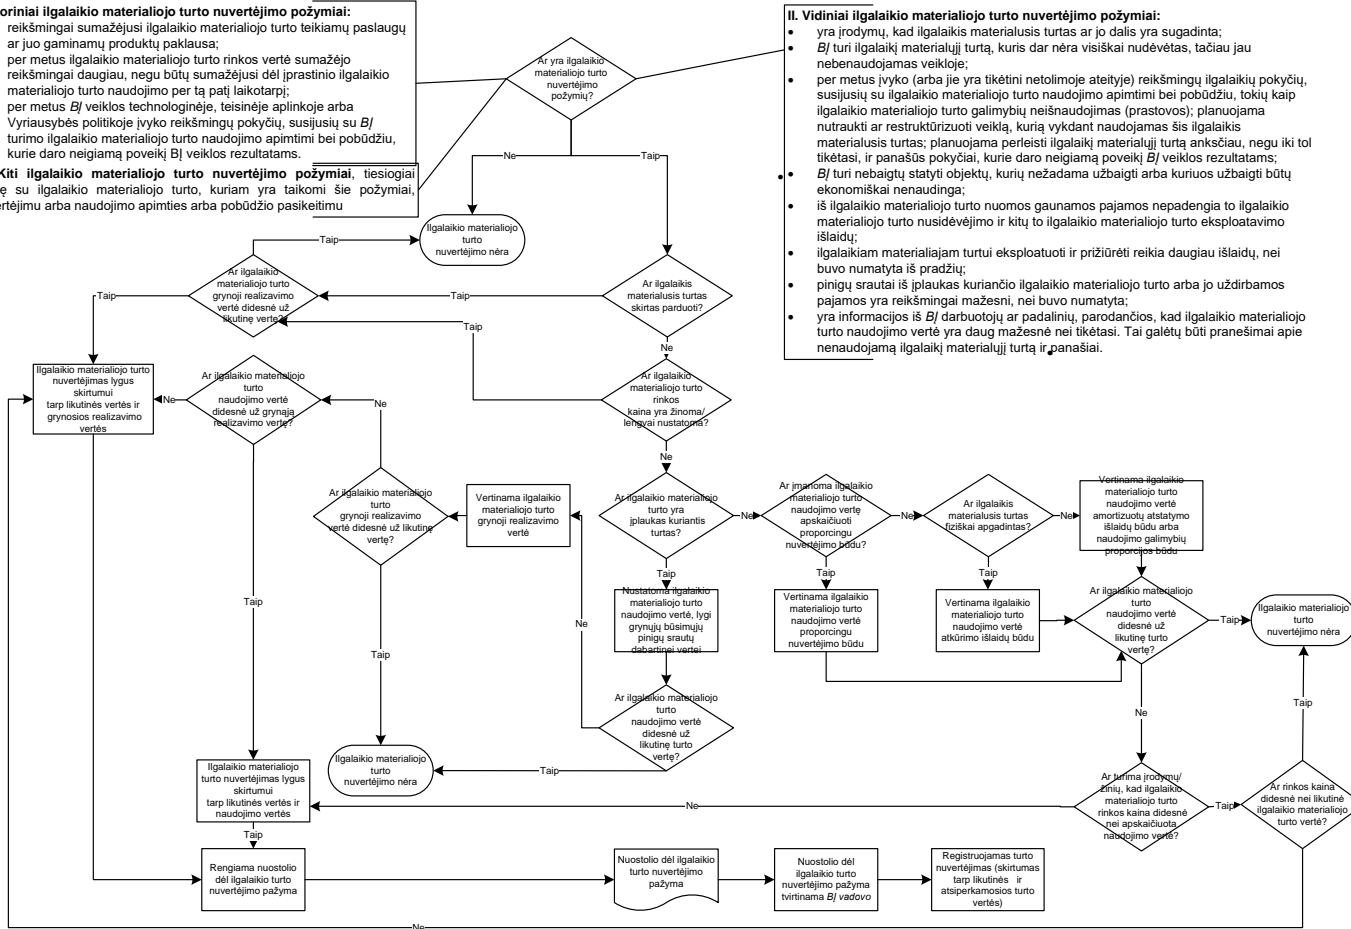 oriniai ilgalaikio materialiojo turto nuvertėjimo požymiai:
reikšmingai sumažėjusi ilgalaikio materialiojo turto teikiamų paslaugų
ar juo gaminamų produktų paklausa;
per metus ilgalaikio materialiojo turto rinkos vertė sumažėjo
reikšmingai daugiau, negu būtų sumažėjusi dėl įprastinio ilgalaikio
materialiojo turto naudojimo per tą patį laikotarpį;
per metus BĮ veiklos technologinėje, teisinėje aplinkoje arba
Vyriausybės politikoje įvyko reikšmingų pokyčių, susijusių su BĮ
turimo ilgalaikio materialiojo turto naudojimo apimtimi bei pobūdžiu,
kurie daro neigiamą poveikį BĮ veiklos rezultatams.
Kiti ilgalaikio materialiojo turto nuvertėjimo požymiai, tiesiogiai
ę su ilgalaikio materialiojo turto, kuriam yra taikomi šie požymiai,
ertėjimu arba naudojimo apimties arba pobūdžio pasikeitimu
II. Vidiniai ilgalaikio materialiojo turto nuvertėjimo požymiai:
• yra įrodymų, kad ilgalaikis materialusis turtas ar jo dalis yra sugadinta;
• BĮ turi ilgalaikį materialųjį turtą, kuris dar nėra visiškai nudėvėtas, tačiau jau
nebenaudojamas veikloje;
• per metus įvyko (arba jie yra tikėtini netolimoje ateityje) reikšmingų ilgalaikių pokyčių,
susijusių su ilgalaikio materialiojo turto naudojimo apimtimi bei pobūdžiu, tokių kaip
ilgalaikio materialiojo turto galimybių neišnaudojimas (prastovos); planuojama
nutraukti ar restruktūrizuoti veiklą, kurią vykdant naudojamas šis ilgalaikis
materialusis turtas; planuojama perleisti ilgalaikį materialųjį turtą anksčiau, negu iki tol
tikėtasi, ir panašūs pokyčiai, kurie daro neigiamą poveikį BĮ veiklos rezultatams;
• BĮ turi nebaigtų statyti objektų, kurių nežadama užbaigti arba kuriuos užbaigti būtų
ekonomiškai nenaudinga;
• iš ilgalaikio materialiojo turto nuomos gaunamos pajamos nepadengia to ilgalaikio
materialiojo turto nusidėvėjimo ir kitų to ilgalaikio materialiojo turto eksploatavimo
išlaidų;
• ilgalaikiam materialiajam turtui eksploatuoti ir prižiūrėti reikia daugiau išlaidų, nei
buvo numatyta iš pradžių;
• pinigų srautai iš įplaukas kuriančio ilgalaikio materialiojo turto arba jo uždirbamos
pajamos yra reikšmingai mažesni, nei buvo numatyta;
• yra informacijos iš BĮ darbuotojų ar padalinių, parodančios, kad ilgalaikio materialiojo
turto naudojimo vertė yra daug mažesnė nei tikėtasi. Tai galėtų būti pranešimai apie
nenaudojamą ilgalaikį materialųjį turtą ir panašiai.
Ar yra ilgalaikio
materialiojo turto
nuvertėjimo
požymių?
Ne
Taip
Ilgalaikio materialiojo
turto
nuvertėjimo nėra
Taip
Ar ilgalaikio
materialiojo turto
grynoji realizavimo
vertė didesnė už
likutinę vertę?
Taip
Taip
Ar ilgalaikis
materialusis turtas
skirtas parduoti?
Taip
Ne
Ilgalaikio materialiojo turto
nuvertėjimas lygus
skirtumui
tarp likutinės vertės ir
grynosios realizavimo
vertės
Ne
Ar ilgalaikio materialiojo
turto
naudojimo vertė
didesnė už grynąją
realizavimo vertę?
Ne
Ar ilgalaikio
materialiojo turto
rinkos
kaina yra žinoma/
lengvai nustatoma?
Ne
Ar ilgalaikio materialiojo
turto
grynoji realizavimo
vertė didesnė už likutinę
vertę?
Vertinama ilgalaikio
materialiojo turto
grynoji realizavimo
vertė
Ar ilgalaikio materialiojo
turto yra
įplaukas kuriantis
turtas?
Ne
Ar įmanoma ilgalaikio
materialiojo turto
naudojimo vertę
apskaičiuoti
proporcingu
nuvertėjimo būdu?
Ne
Ar ilgalaikis
materialusis turtas
fiziškai apgadintas?
Ne
Vertinama ilgalaikio
materialiojo turto
naudojimo vertė
amortizuotų atstatymo
išlaidų būdu arba
naudojimo galimybių
proporcijos būdu
Taip
Taip
Taip
Taip
Nustatoma ilgalaikio
materialiojo turto
naudojimo vertė, lygi
grynųjų būsimųjų
pinigų srautų
dabartinei vertei
Vertinama ilgalaikio
materialiojo turto
naudojimo vertė
proporcingu
nuvertėjimo būdu
Vertinama ilgalaikio
materialiojo turto
naudojimo vertė
atkūrimo išlaidų būdu
Ar ilgalaikio materialiojo
turto
naudojimo vertė
didesnė už
likutinę turto
vertę?
Taip
Ilgalaikio materialiojo
turto
nuvertėjimo nėra
Ne
Taip
Ar ilgalaikio materialiojo
turto
naudojimo vertė
didesnė už
likutinę turto
vertę?
Taip
Ne
Taip
Ilgalaikio materialiojo
turto
nuvertėjimo nėra
Ilgalaikio materialiojo
turto nuvertėjimas lygus
skirtumui
tarp likutinės vertės ir
naudojimo vertės
Ne
Ar turima įrodymų/
žinių, kad ilgalaikio
materialiojo turto
rinkos kaina didesnė
nei apskaičiuota
naudojimo vertė?
Taip
Ar rinkos kaina
didesnė nei likutinė
ilgalaikio materialiojo
turto vertė?
Taip
Rengiama nuostolio
dėl ilgalaikio turto
nuvertėjimo pažyma
Nuostolio dėl ilgalaikio
turto nuvertėjimo
pažyma
Nuostolio dėl
ilgalaikio turto
nuvertėjimo pažyma
tvirtinama BĮ vadovo
Registruojamas turto
nuvertėjimas (skirtumas
tarp likutinės ir
atsiperkamosios turto
vertės)
Ne